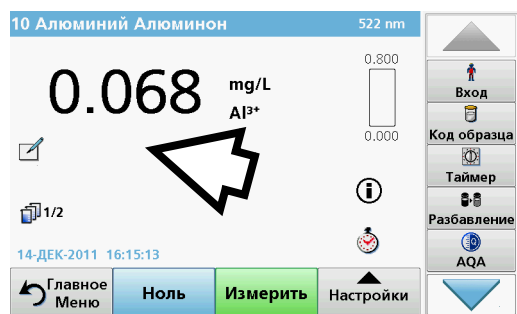 10 Алюминий Алюминон
522 nm
0.068
mg/L
Al³⁺
0.800
0.000
1/2
14-ДЕК-2011 16:15:13
Главное
Меню
Ноль
Измерить
Настройки
Вход
Код образца
Таймер
Разбавление
AQA